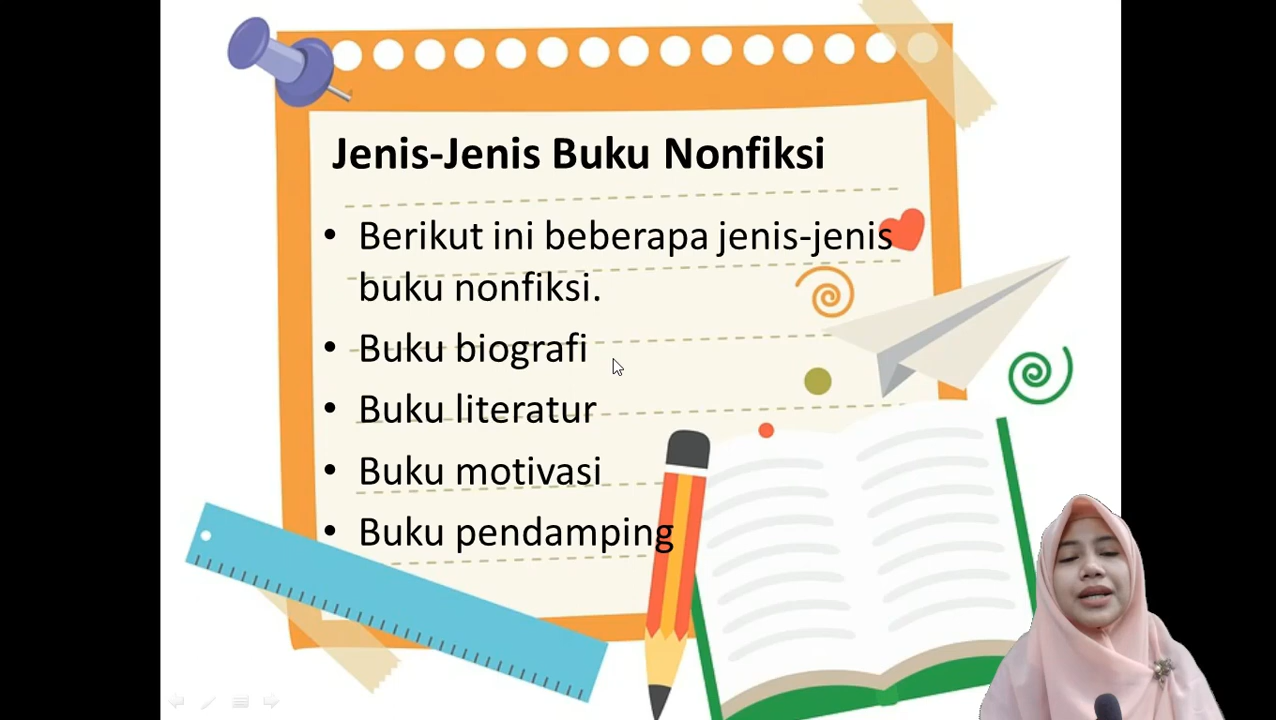 Jenis-Jenis Buku Nonfiksi
• Berikut ini beberapa jenis-jenis
buku nonfiksi.
• Buku biografi
• Buku literatur
• Buku motivasi
• Buku pendamping